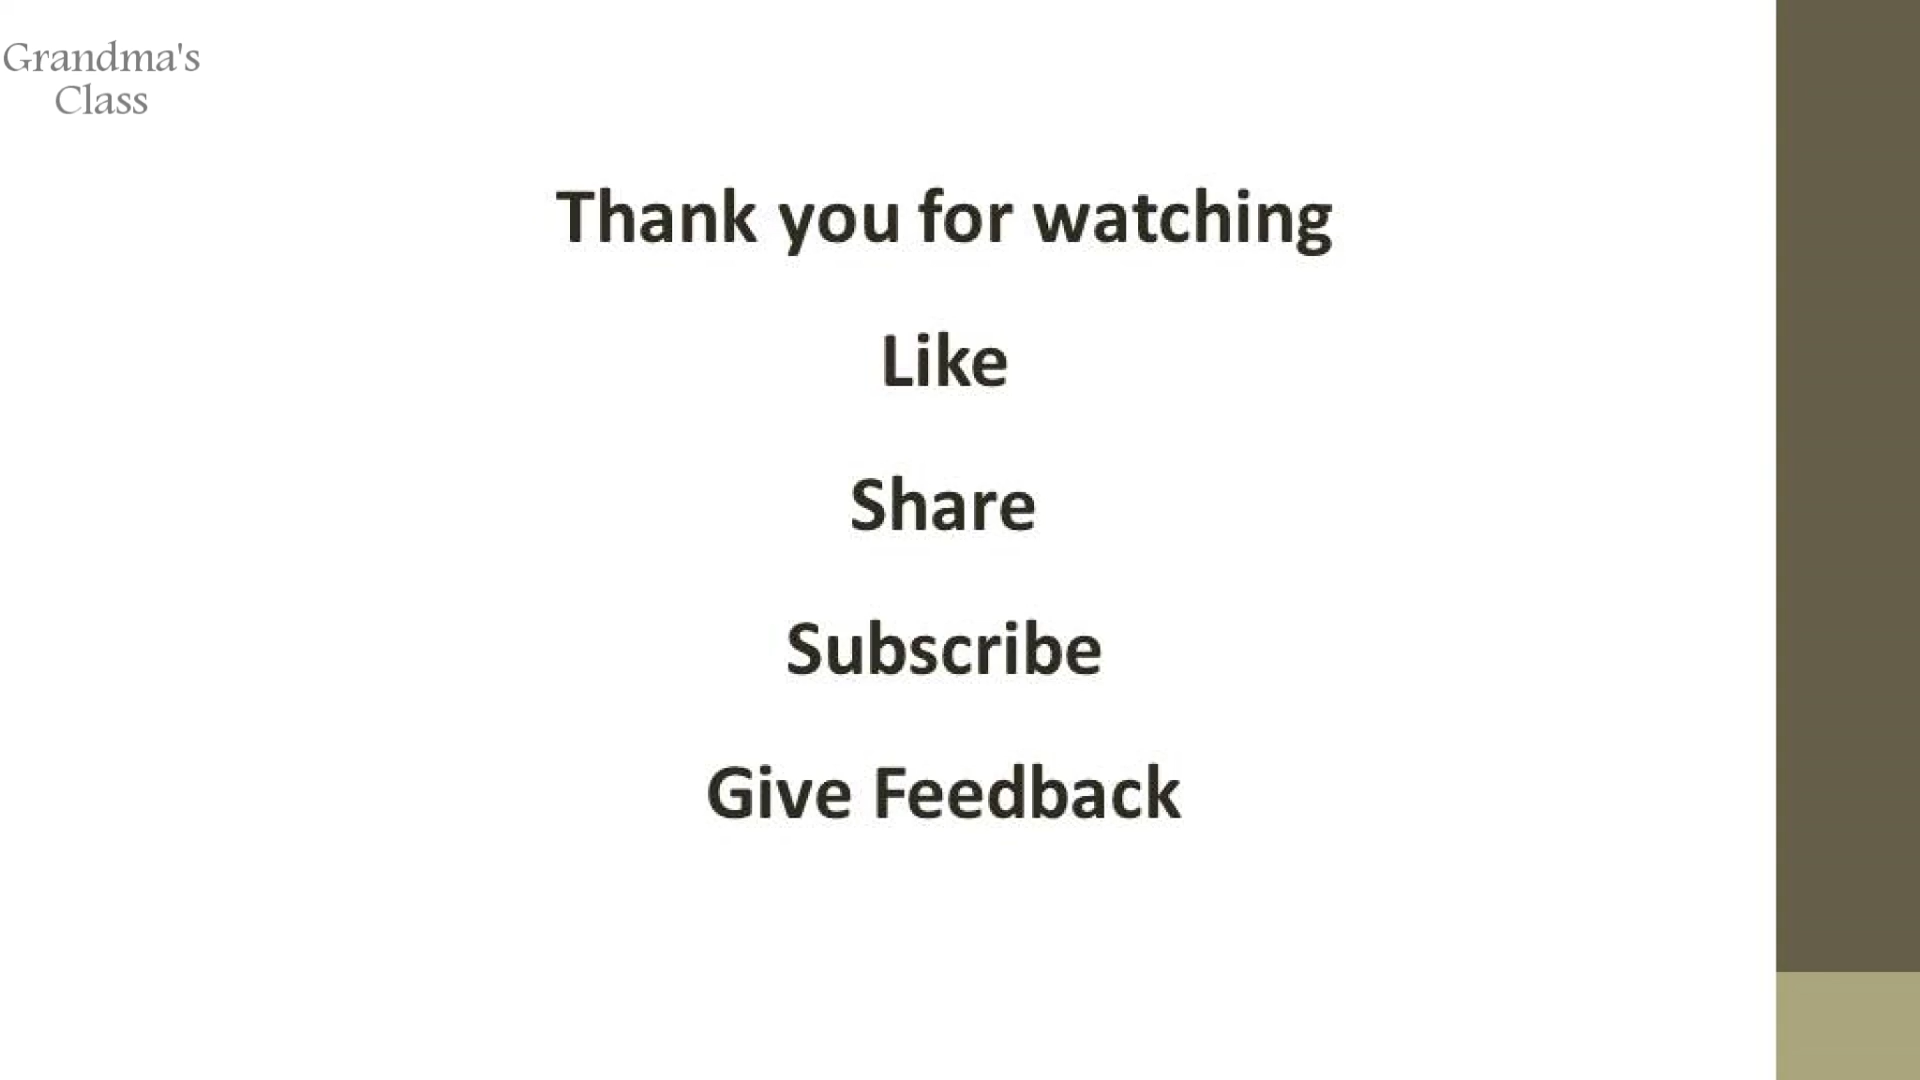 Grandma's
Class
Thank you for watching
Like
Share
Subscribe
Give Feedback